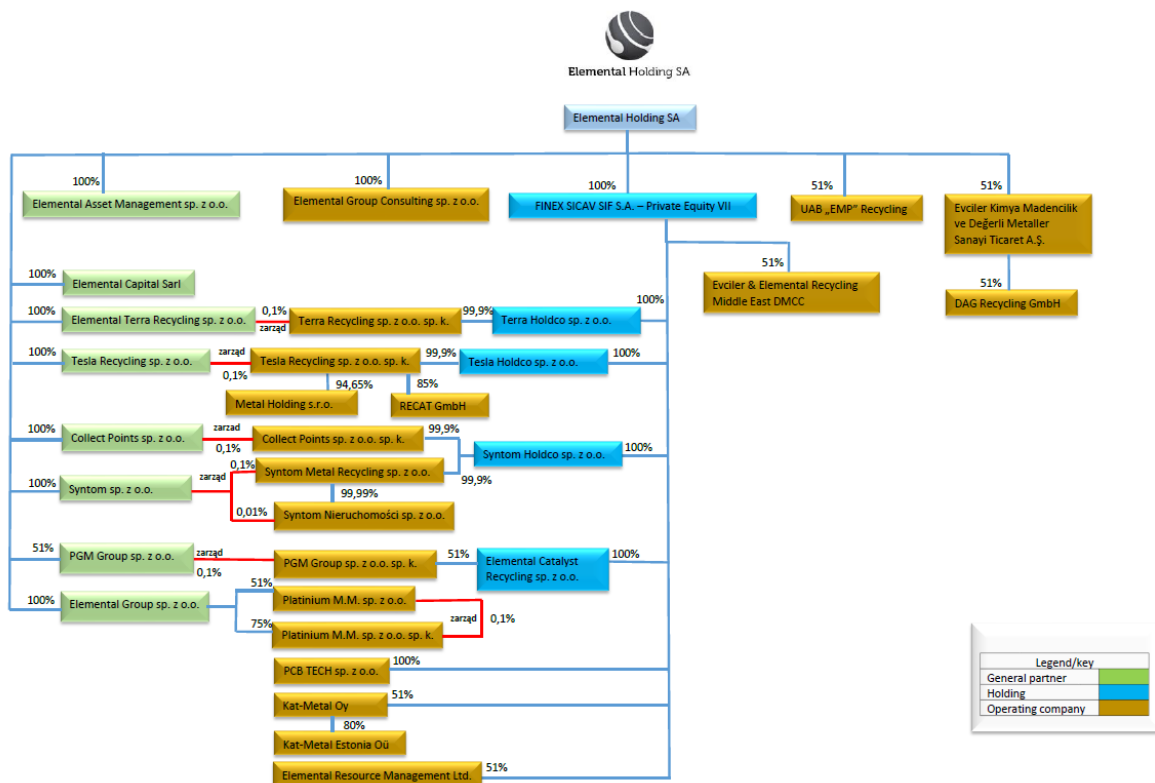 Elemental Holding SA
Elemental Holding SA
100%
100%
100%
51%
51%
Elemental Asset Management sp. z o.o.
Elemental Group Consulting sp. z o.o.
FINEX SICAV SIF S.A. – Private Equity VII
UAB „EMP” Recycling
Evciler Kimya Madencilik
ve Değerli Metaller
Sanayi Ticaret A.Ş.
51%
Evciler & Elemental Recycling
Middle East DMCC
51%
DAG Recycling GmbH
100%
Elemental Capital Sarl
100%
Elemental Terra Recycling sp. z o.o.
0,1%
zarząd
Terra Recycling sp. z o.o. sp. k.
99,9%
Terra Holdco sp. z o.o.
100%
100%
Tesla Recycling sp. z o.o.
zarząd
0,1%
Tesla Recycling sp. z o.o. sp. k.
99,9%
Tesla Holdco sp. z o.o.
100%
94,65%
85%
Metal Holding s.r.o.
RECAT GmbH
100%
Collect Points sp. z o.o.
zarzad
0,1%
Collect Points sp. z o.o. sp. k.
99,9%
Syntom Holdco sp. z o.o.
100%
100%
Syntom sp. z o.o.
zarząd
0,1%
Syntom Metal Recycling sp. z o.o.
99,9%
99,99%
0,01%
Syntom Nieruchomości sp. z o.o.
51%
PGM Group sp. z o.o.
zarząd
0,1%
PGM Group sp. z o.o. sp. k.
51%
Elemental Catalyst
Recycling sp. z o.o.
100%
100%
Elemental Group sp. z o.o.
51%
Platinium M.M. sp. z o.o.
zarząd
0,1%
75%
Platinium M.M. sp. z o.o. sp. k.
PCB TECH sp. z o.o.
100%
Kat-Metal Oy
51%
80%
Kat-Metal Estonia Oü
Elemental Resource Management Ltd.
51%
Legend/key
General partner
Holding
Operating company